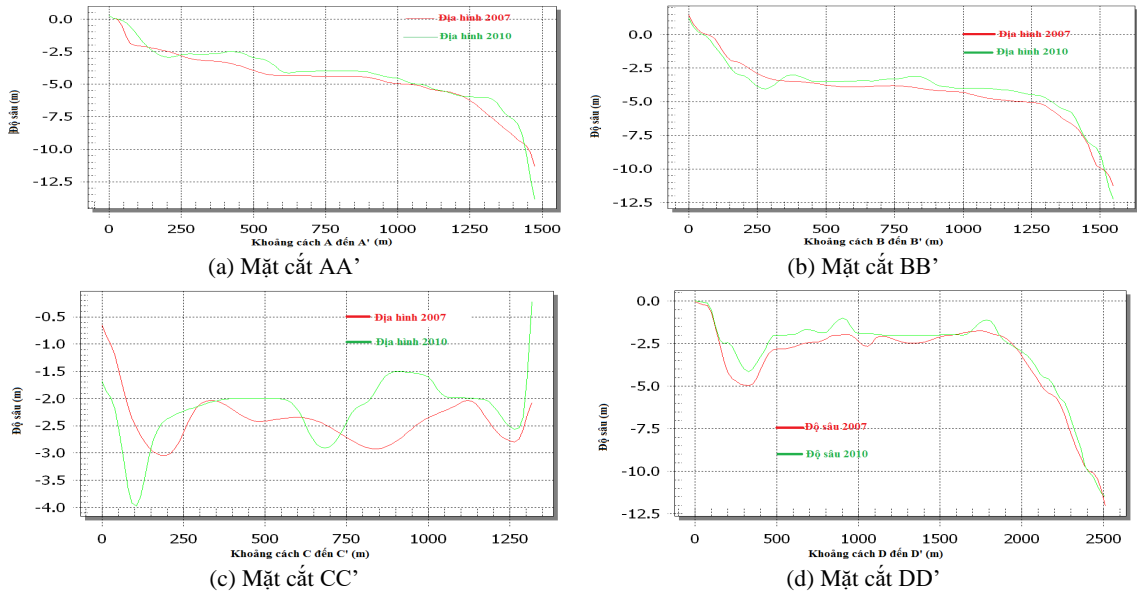 0.0
-2.5
-5.0
-7.5
-10.0
-12.5
Độ sâu (m)
Địa hình 2007
Địa hình 2010
0 250 500 750 1000 1250 1500
Khoảng cách A đến A' (m)
(a) Mặt cắt AA’
0.0
-2.5
-5.0
-7.5
-10.0
-12.5
Độ sâu (m)
Địa hình 2007
Địa hình 2010
0 250 500 750 1000 1250 1500
Khoảng cách B đến B' (m)
(b) Mặt cắt BB’
-0.5
-1.0
-1.5
-2.0
-2.5
-3.0
-3.5
-4.0
Độ sâu (m)
Địa hình 2007
Địa hình 2010
0 250 500 750 1000 1250
Khoảng cách C đến C' (m)
(c) Mặt cắt CC’
0.0
-2.5
-5.0
-7.5
-10.0
-12.5
Độ sâu (m)
Độ sâu 2007
Độ sâu 2010
0 500 1000 1500 2000 2500
Khoảng cách D đến D' (m)
(d) Mặt cắt DD’